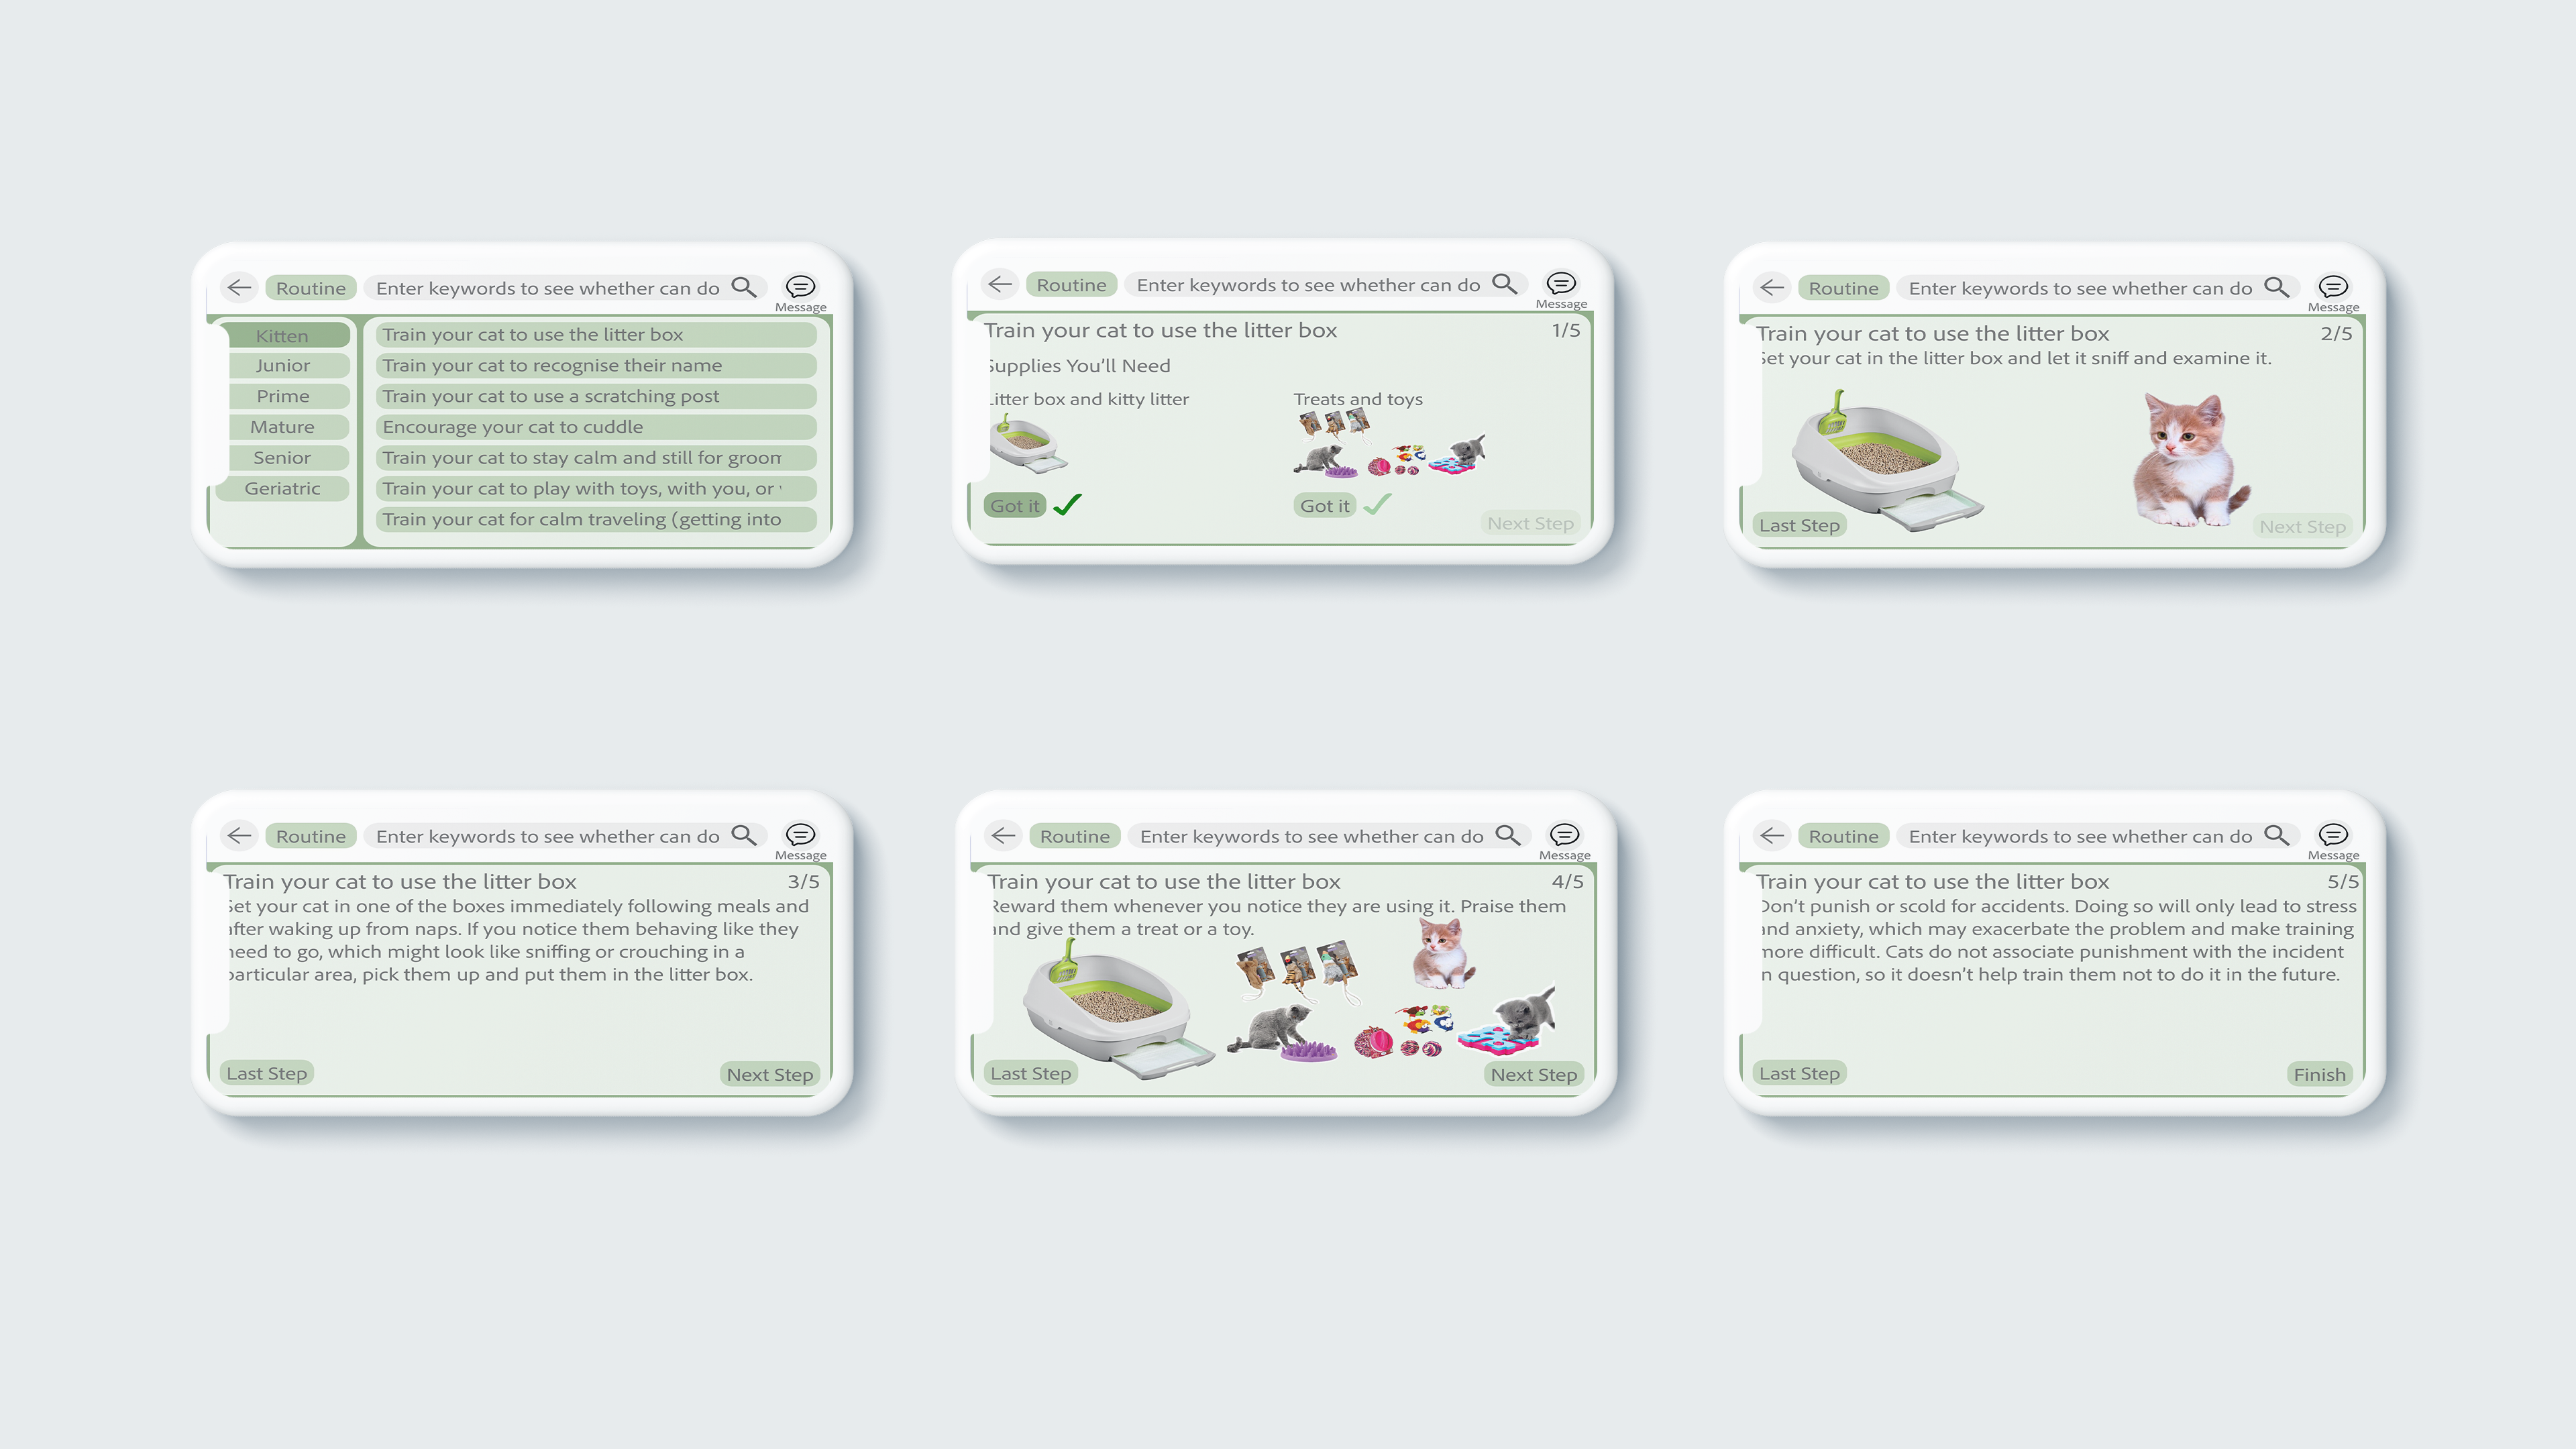 Routine
Enter keywords to see whether can do
Message
Kitten
Junior
Prime
Mature
Senior
Geriatric
Train your cat to use the litter box
Train your cat to recognise their name
Train your cat to use a scratching post
Encourage your cat to cuddle
Train your cat to stay calm and still for groom
Train your cat to play with toys, with you, or
Train your cat for calm traveling (getting into
Routine
Enter keywords to see whether can do
Message
Train your cat to use the litter box
1/5
Supplies You'll Need
Litter box and kitty litter
Treats and toys
Got it
Got it
Next Step
Routine
Enter keywords to see whether can do
Message
Train your cat to use the litter box
2/5
Set your cat in the litter box and let it sniff and examine it.
Last Step
Next Step
Routine
Enter keywords to see whether can do
Message
Train your cat to use the litter box
3/5
Set your cat in one of the boxes immediately following meals and
after waking up from naps. If you notice them behaving like they
need to go, which might look like sniffing or crouching in a
particular area, pick them up and put them in the litter box.
Last Step
Next Step
Routine
Enter keywords to see whether can do
Message
Train your cat to use the litter box
4/5
Reward them whenever you notice they are using it. Praise them
and give them a treat or a toy.
Last Step
Next Step
Routine
Enter keywords to see whether can do
Message
Train your cat to use the litter box
5/5
Don't punish or scold for accidents. Doing so will only lead to stress
and anxiety, which may exacerbate the problem and make training
more difficult. Cats do not associate punishment with the incident
in question, so it doesn't help train them not to do it in the future.
Last Step
Finish